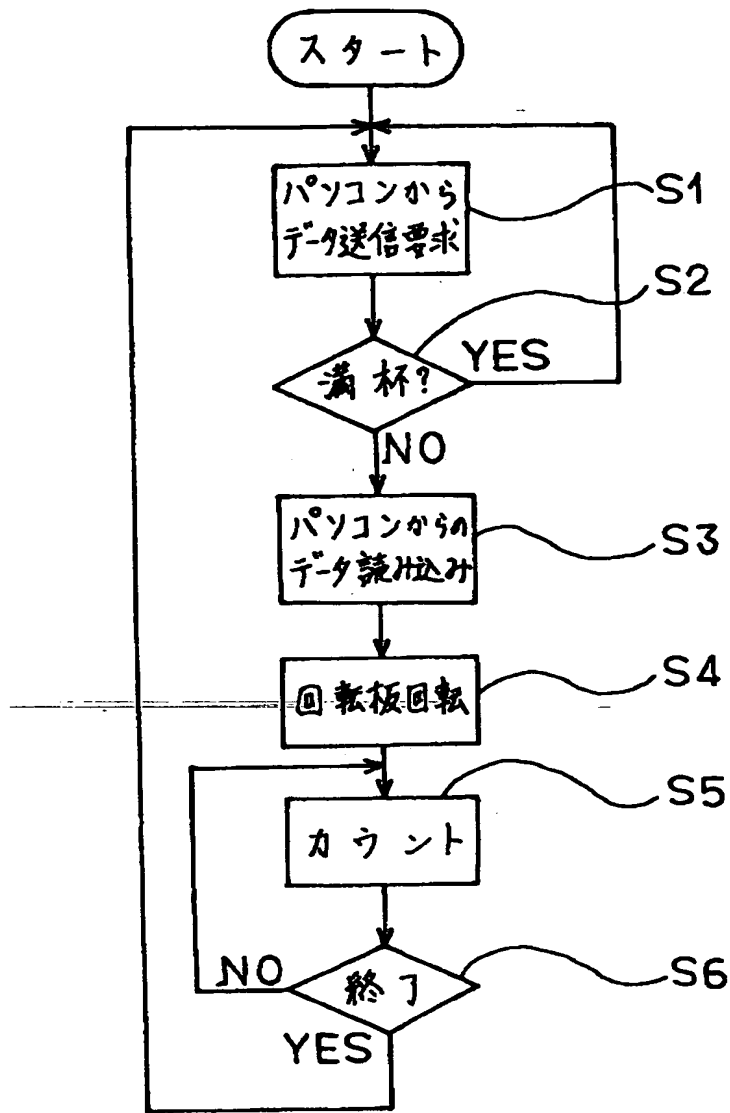 スタート
パソコンから
データ送信要求
S1
S2
満杯?
YES
NO
パソコンからの
データ読み込み
S3
回転板回転
S4
カウント
S5
終了
NO
S6
YES